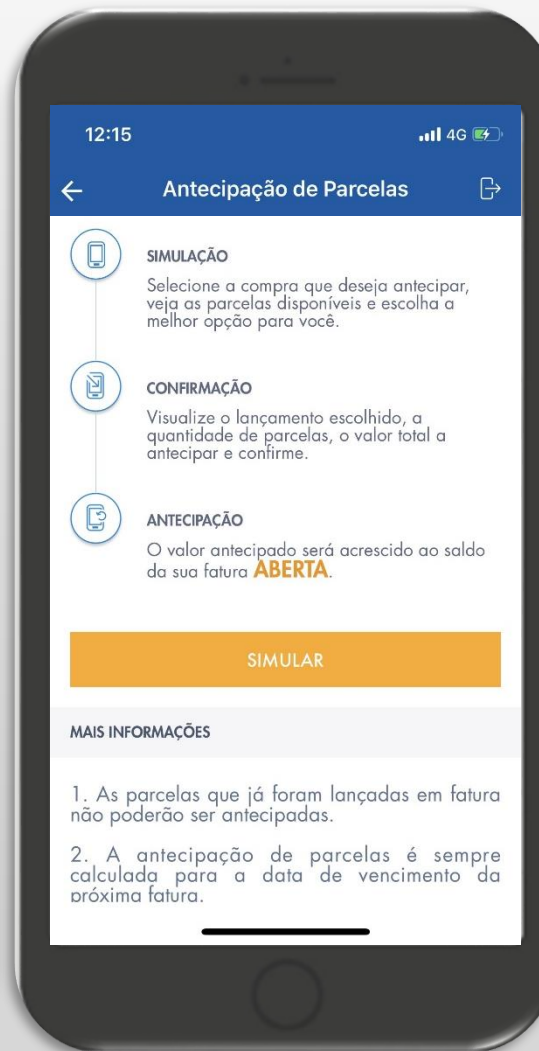 12:15 4G
Antecipação de Parcelas
SIMULAÇÃO
Selecione a compra que deseja antecipar,
veja as parcelas disponíveis e escolha a
melhor opção para você.
CONFIRMAÇÃO
Visualize o lançamento escolhido, a
quantidade de parcelas, o valor total a
antecipar e confirme.
ANTECIPAÇÃO
O valor antecipado será acrescido ao saldo
da sua fatura ABERTA.
SIMULAR
MAIS INFORMAÇÕES
1. As parcelas que já foram lançadas em fatura
não poderão ser antecipadas.
2. A antecipação de parcelas é sempre
calculada para a data de vencimento da
próxima fatura.